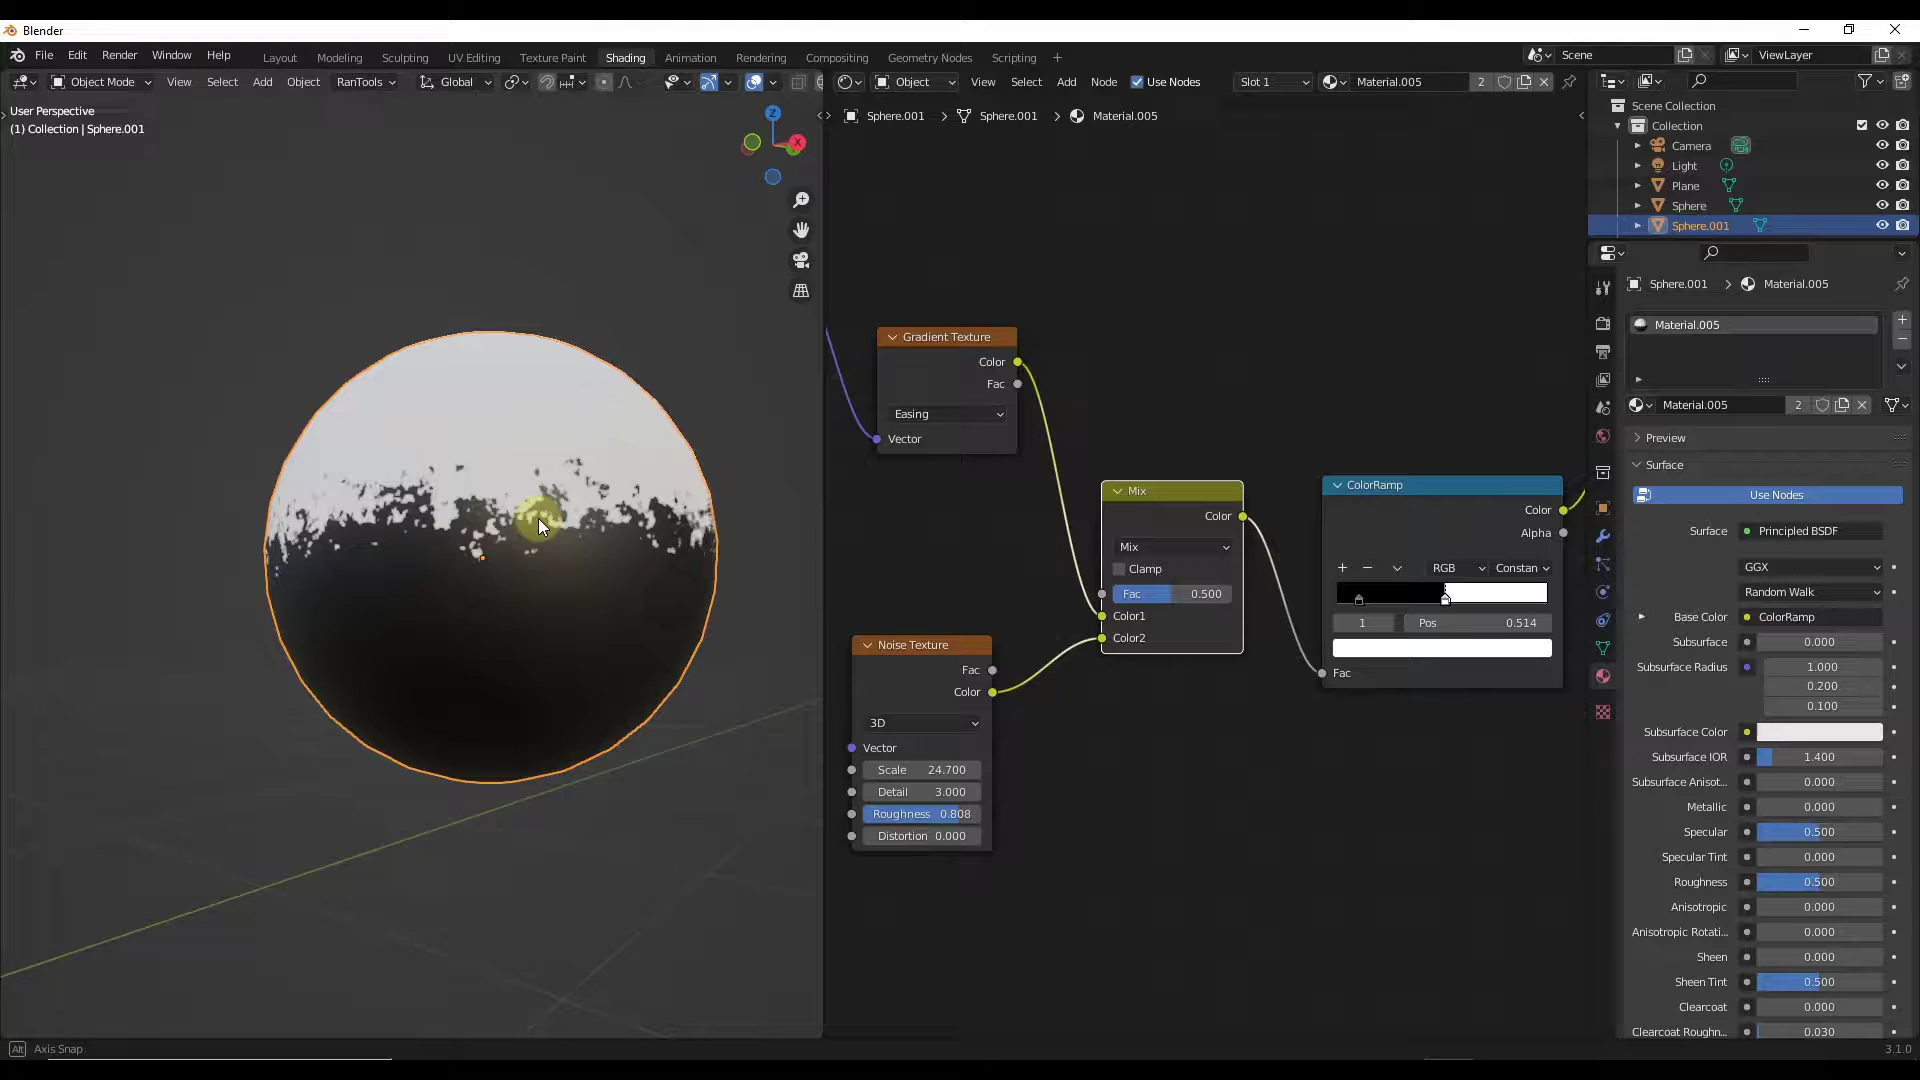 Blender
File Edit Render Window Help
Layout Modeling Sculpting UV Editing Texture Paint Shading Animation Rendering Compositing Geometry Nodes Scripting +
Scene
ViewLayer
Object Mode View Select Add Object RanTools Global
Object View Select Add Node Use Nodes Slot 1 Material.005 2
User Perspective
(1) Collection | Sphere.001
Z
X
Sphere.001 > Sphere.001 > Material.005
Gradient Texture
Color
Fac
Easing
Vector
Noise Texture
Fac
Color
3D
Vector
Scale 24.700
Detail 3.000
Roughness 0.808
Distortion 0.000
Mix
Color
Mix
Clamp
Fac 0.500
Color1
Color2
ColorRamp
Color
Alpha
+ − RGB Constan
1 Pos 0.514
Fac
Scene Collection
Collection
Camera
Light
Plane
Sphere
Sphere.001
Sphere.001 > Material.005
Material.005
Material.005 2
Preview
Surface
Use Nodes
Surface Principled BSDF
GGX
Random Walk
Base Color ColorRamp
Subsurface 0.000
Subsurface Radius 1.000
0.200
0.100
Subsurface Color
Subsurface IOR 1.400
Subsurface Anisot... 0.000
Metallic 0.000
Specular 0.500
Specular Tint 0.000
Roughness 0.500
Anisotropic 0.000
Anisotropic Rotati... 0.000
Sheen 0.000
Sheen Tint 0.500
Clearcoat 0.000
Clearcoat Roughn... 0.030
Alt Axis Snap
3.1.0